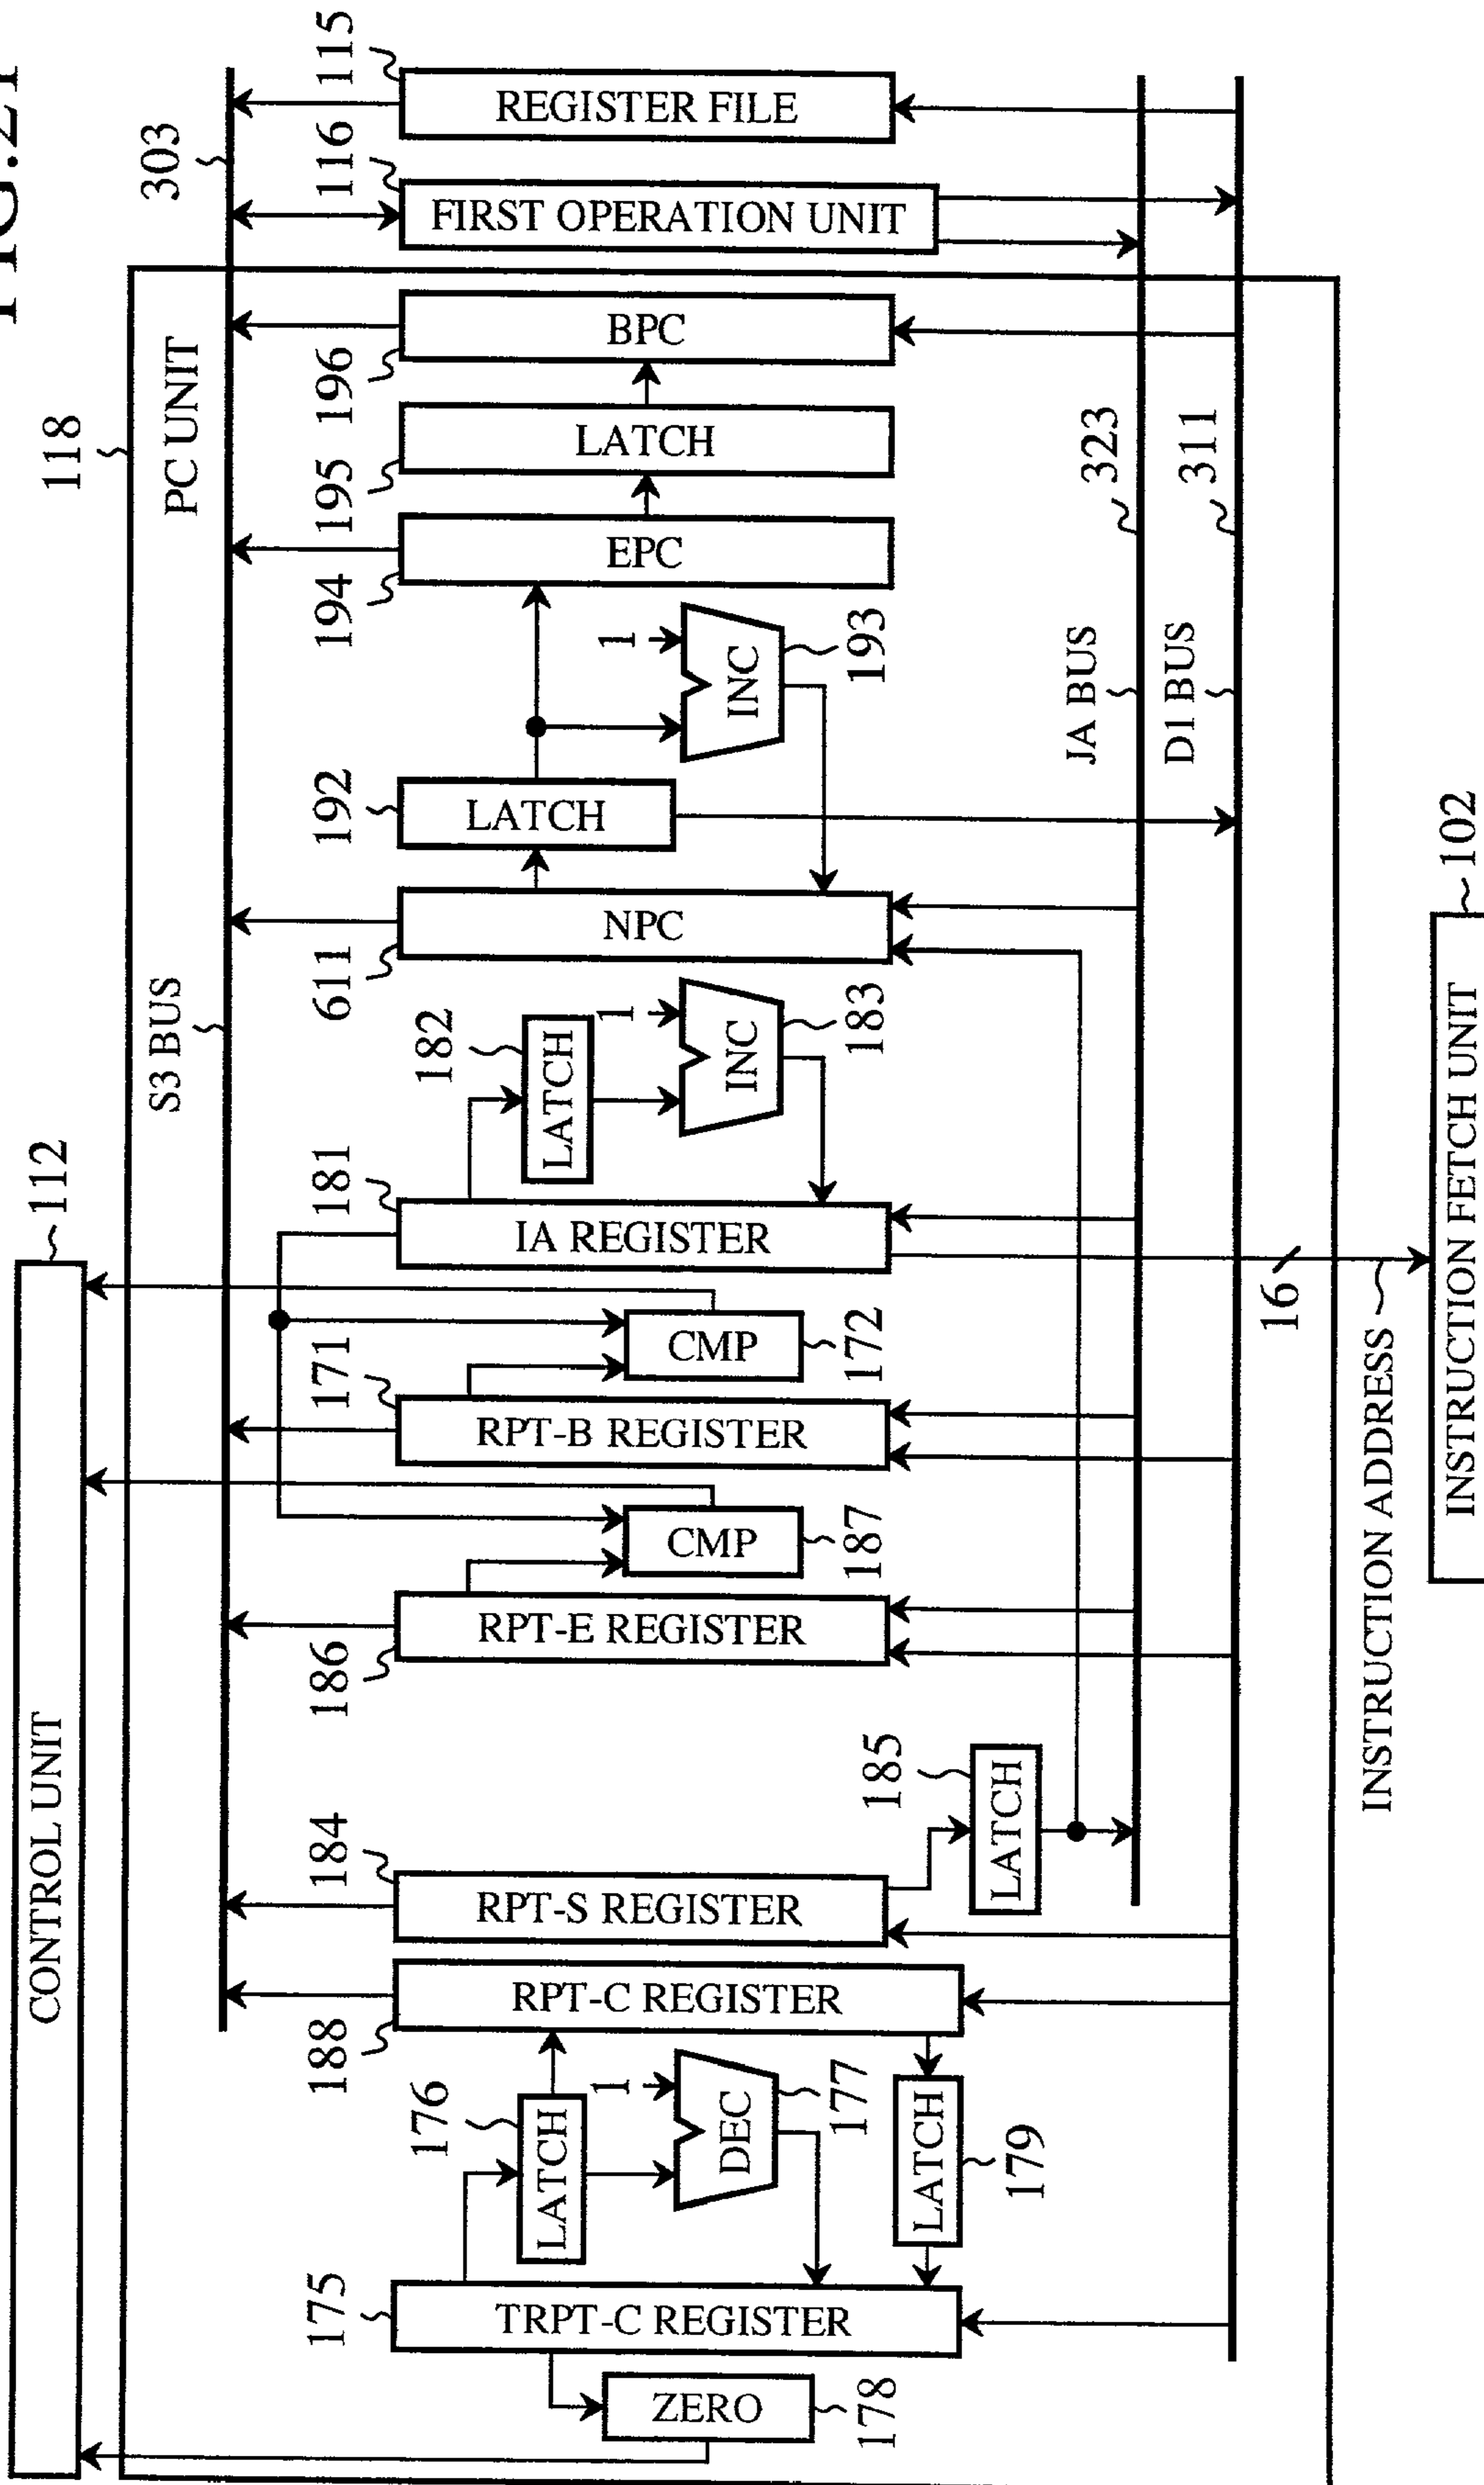 FIG.21
112
CONTROL UNIT
118
303
PC UNIT
S3 BUS
175
188
184
186
171
181
611
192
194
195
196
116
115
176
182
TRPT-C REGISTER
RPT-C REGISTER
RPT-S REGISTER
RPT-E REGISTER
RPT-B REGISTER
IA REGISTER
NPC
LATCH
EPC
LATCH
BPC
FIRST OPERATION UNIT
REGISTER FILE
LATCH
LATCH
1
1
1
ZERO
DEC
CMP
CMP
INC
INC
178
177
187
172
183
193
185
LATCH
179
LATCH
JA BUS
323
D1 BUS
311
16
INSTRUCTION ADDRESS
102
INSTRUCTION FETCH UNIT